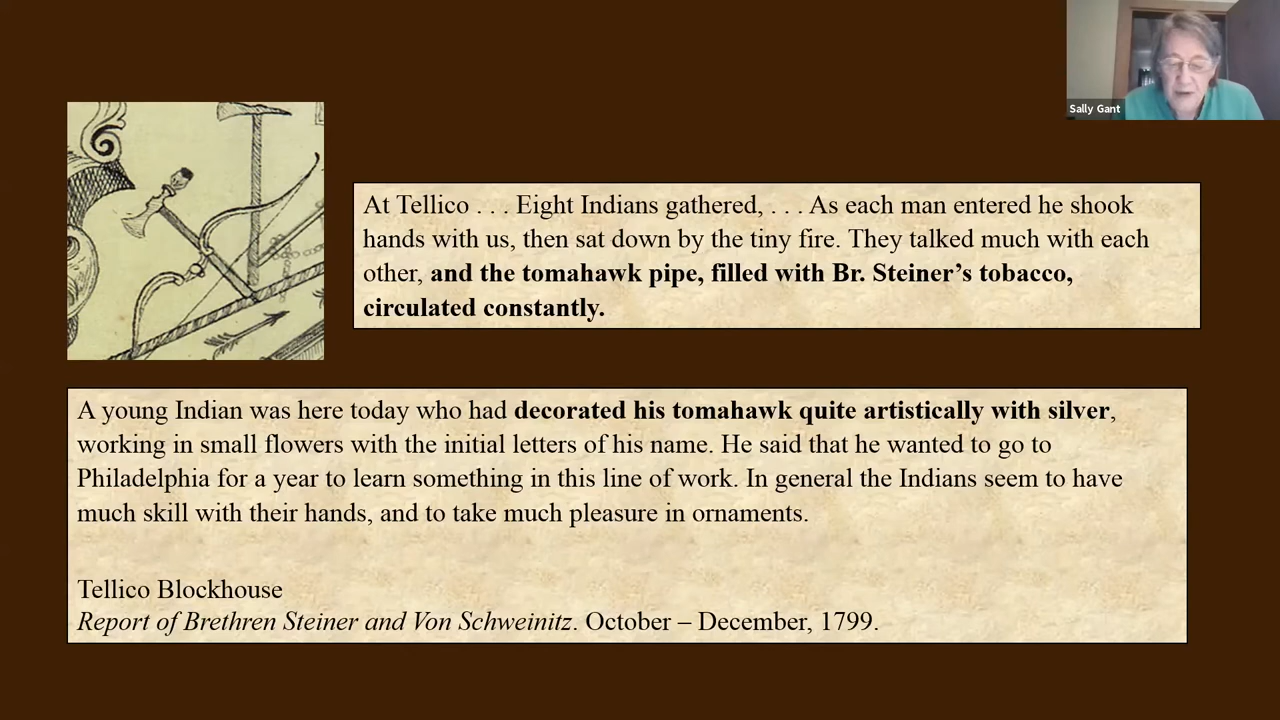 Sally Gant
At Tellico . . . Eight Indians gathered, . . . As each man entered he shook
hands with us, then sat down by the tiny fire. They talked much with each
other, and the tomahawk pipe, filled with Br. Steiner’s tobacco,
circulated constantly.
A young Indian was here today who had decorated his tomahawk quite artistically with silver,
working in small flowers with the initial letters of his name. He said that he wanted to go to
Philadelphia for a year to learn something in this line of work. In general the Indians seem to have
much skill with their hands, and to take much pleasure in ornaments.
Tellico Blockhouse
Report of Brethren Steiner and Von Schweinitz. October – December, 1799.